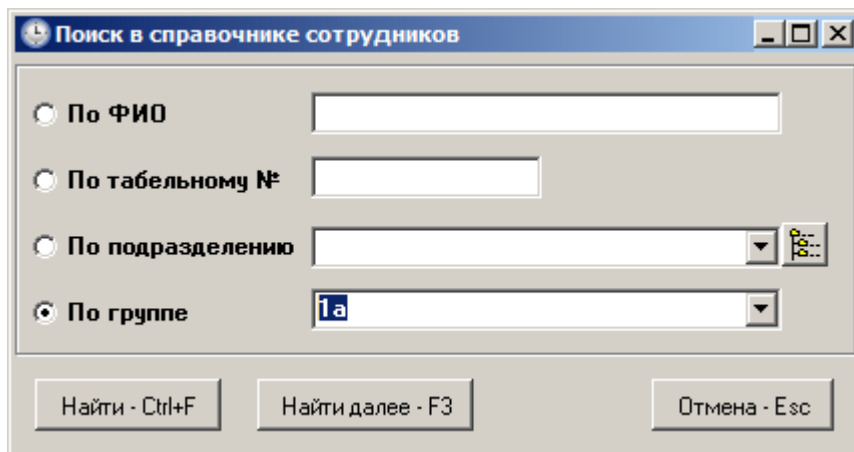 Поиск в справочнике сотрудников
По ФИО
По табельному №
По подразделению
По группе 1а
Найти - Ctrl+F Найти далее - F3 Отмена - Esc